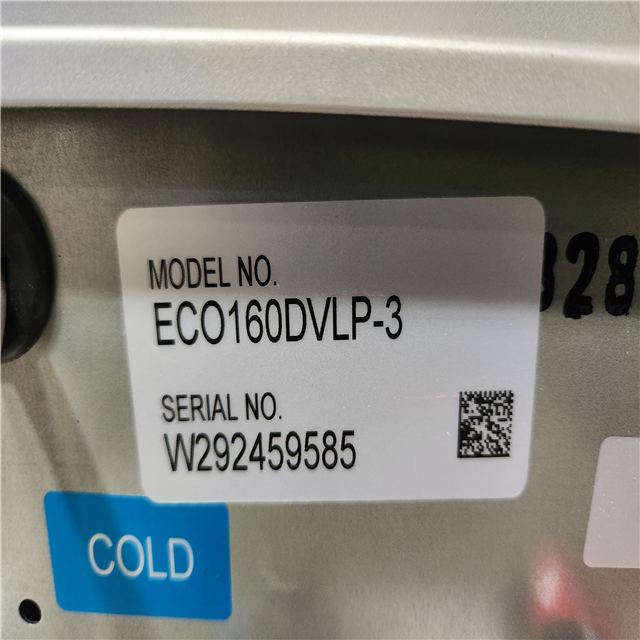 MODEL NO.
ECO160DVLP-3
SERIAL NO.
W292459585
COLD